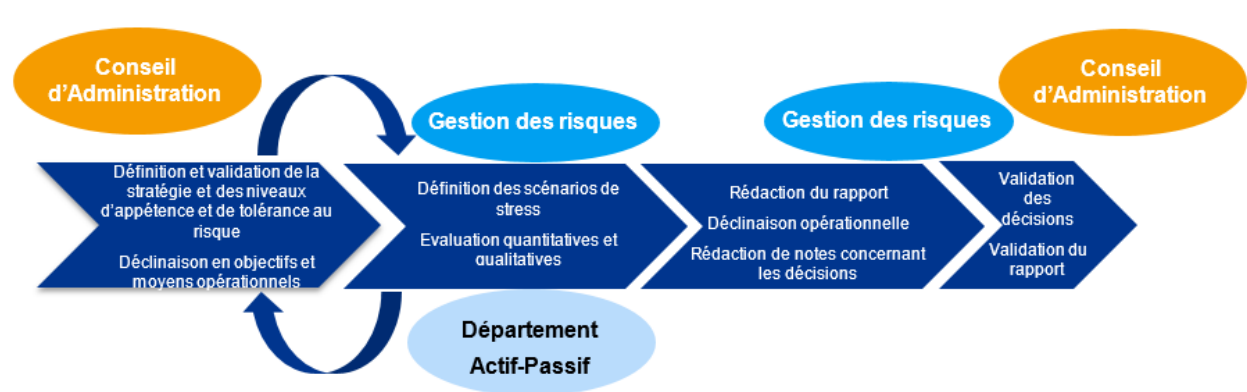 Conseil
d'Administration
Définition et validation de la
stratégie et des niveaux
d'appétence et de tolérance au
risque
Déclinaison en objectifs et
moyens opérationnels
Gestion des risques
Définition des scénarios de
stress
Evaluation quantitatives et
qualitatives
Département
Actif-Passif
Gestion des risques
Rédaction du rapport
Déclinaison opérationnelle
Rédaction de notes concernant
les décisions
Conseil
d'Administration
Validation
des
décisions
Validation du
rapport